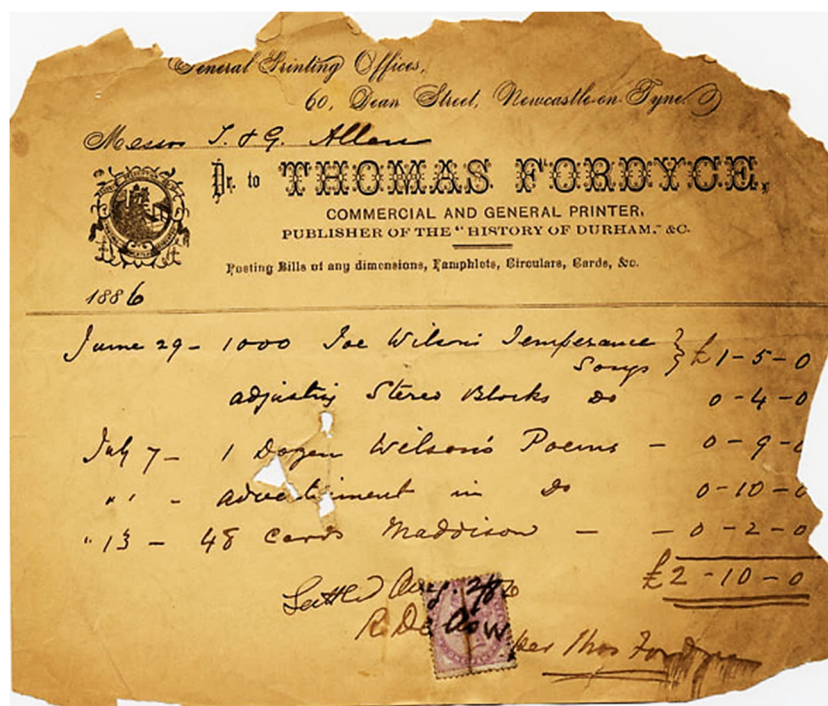 General Printing Offices,
60, Dean Street, Newcastle-on-Tyne.
Messrs T. & G. Allan
Dr. to THOMAS FORDYCE,
COMMERCIAL AND GENERAL PRINTER,
PUBLISHER OF THE "HISTORY OF DURHAM," &C.
Posting Bills of any dimensions, Pamphlets, Circulars, Cards, &c.
1886
June 29 - 1000 Joe Wilson's Temperance Songs } £1-5-0
adjusting Stereo Blocks Do 0-4-0
July 7 - 1 Dozen Wilson's Poems - 0-9-0
" " - advertisment in Do 0-10-0
" 13 - 48 Cards Maddison - - 0-2-0
£2-10-0
Settled Aug. 2/86
per Thos Fordyce